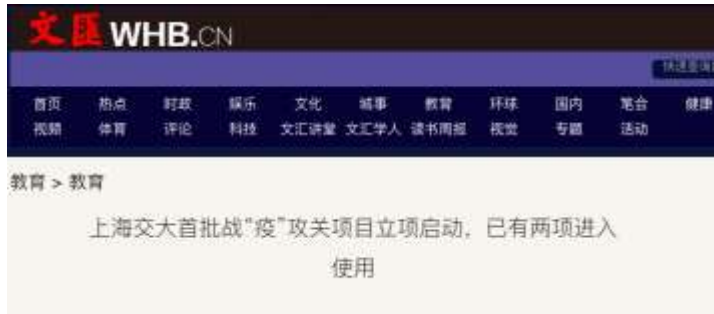 文汇 WHB.CN
首页 热点 时政 娱乐 文化 城事 教育 环球 国内 笔会 健康
视频 体育 评论 科技 文汇讲堂 文汇学人 读书周报 视觉 专题 活动
教育 > 教育
上海交大首批战“疫”攻关项目立项启动，已有两项进入
使用